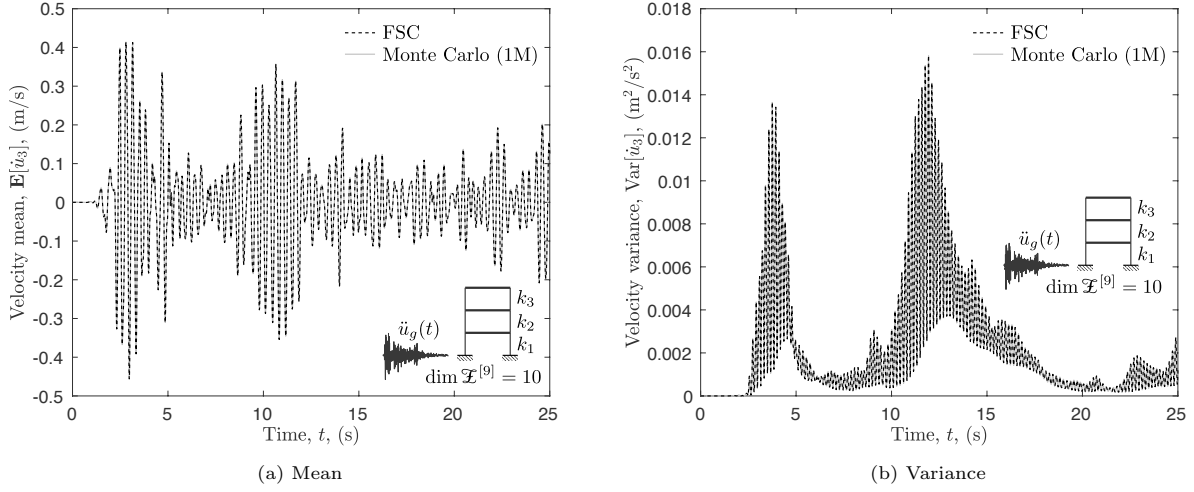 0.5
0.4
0.3
0.2
0.1
0
-0.1
-0.2
-0.3
-0.4
-0.5
Velocity mean, E[u̇₃], (m/s)
FSC
Monte Carlo (1M)
ü_g(t)
k₃
k₂
k₁
dim 𝒵^[9] = 10
0 5 10 15 20 25
Time, t, (s)
(a) Mean
0.018
0.016
0.014
0.012
0.01
0.008
0.006
0.004
0.002
0
Velocity variance, Var[u̇₃], (m²/s²)
FSC
Monte Carlo (1M)
ü_g(t)
k₃
k₂
k₁
dim 𝒵^[9] = 10
0 5 10 15 20 25
Time, t, (s)
(b) Variance